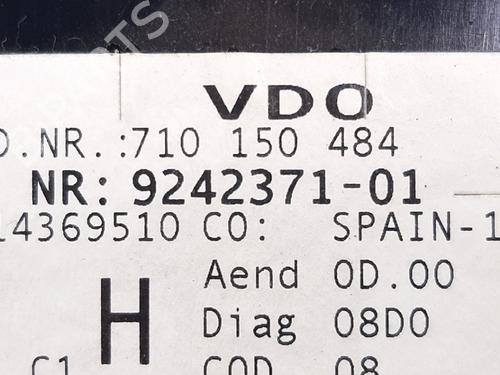 VDO
D.NR.:710 150 484
NR: 9242371-01
14369510 CO: SPAIN-1
Aend 0D.00
H Diag 08D0
C1 COD 08